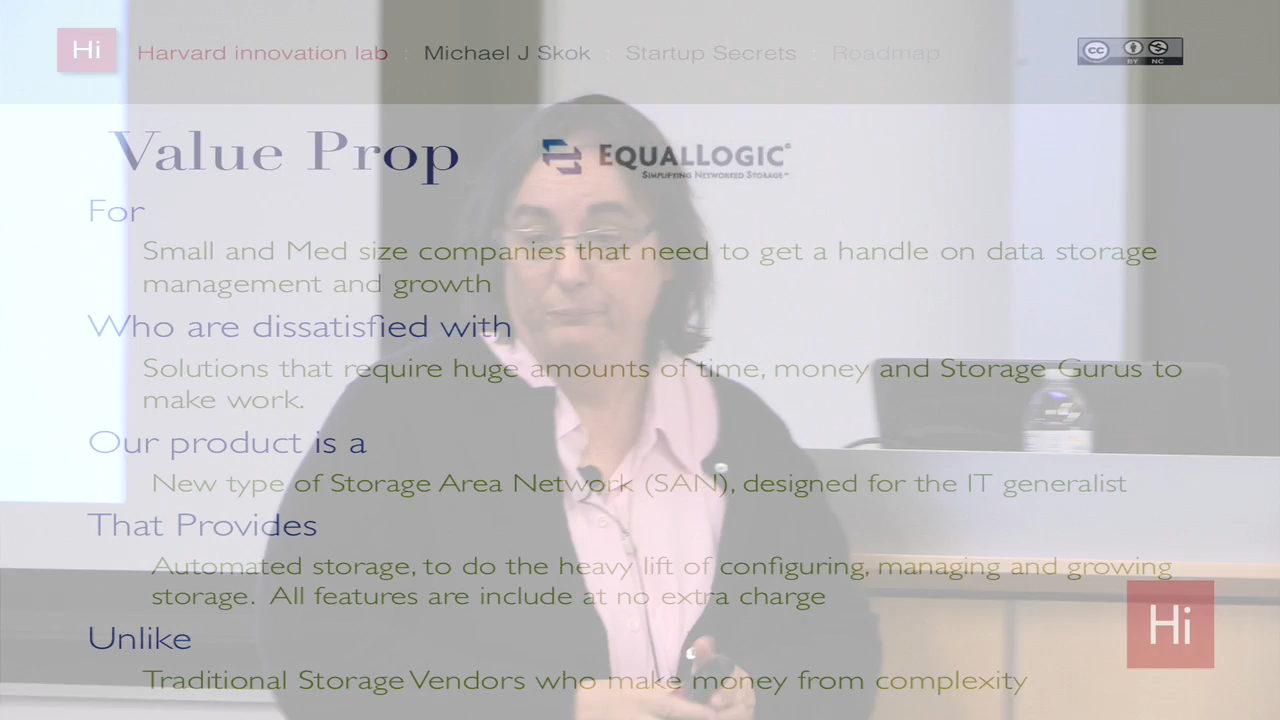 Hi Harvard innovation lab : Michael J Skok : Startup Secrets : Roadmap
cc BY NC
Value Prop EQUALLOGIC®
SIMPLIFYING NETWORKED STORAGE™
For
Small and Med size companies that need to get a handle on data storage
management and growth
Who are dissatisfied with
Solutions that require huge amounts of time, money and Storage Gurus to
make work.
Our product is a
New type of Storage Area Network (SAN), designed for the IT generalist
That Provides
Automated storage, to do the heavy lift of configuring, managing and growing
storage. All features are include at no extra charge
Hi
Unlike
Traditional Storage Vendors who make money from complexity